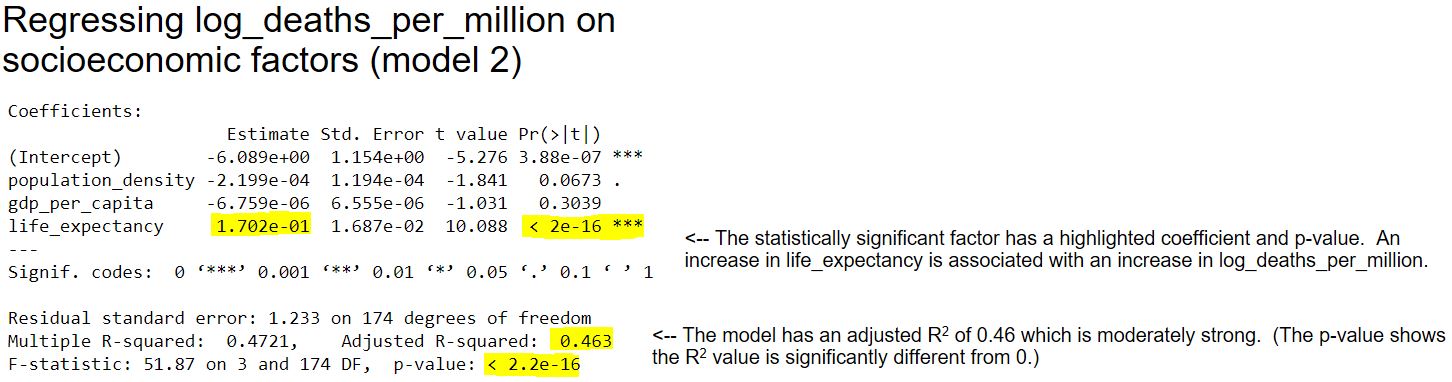 Regressing log_deaths_per_million on
socioeconomic factors (model 2)
Coefficients:
Estimate Std. Error t value Pr(>|t|)
(Intercept) -6.089e+00 1.154e+00 -5.276 3.88e-07 ***
population_density -2.199e-04 1.194e-04 -1.841 0.0673 .
gdp_per_capita -6.759e-06 6.555e-06 -1.031 0.3039
life_expectancy 1.702e-01 1.687e-02 10.088 < 2e-16 ***
---
Signif. codes: 0 ‘***’ 0.001 ‘**’ 0.01 ‘*’ 0.05 ‘.’ 0.1 ‘ ’ 1
<-- The statistically significant factor has a highlighted coefficient and p-value. An
increase in life_expectancy is associated with an increase in log_deaths_per_million.
Residual standard error: 1.233 on 174 degrees of freedom
Multiple R-squared: 0.4721, Adjusted R-squared: 0.463
F-statistic: 51.87 on 3 and 174 DF, p-value: < 2.2e-16
<-- The model has an adjusted R² of 0.46 which is moderately strong. (The p-value shows
the R² value is significantly different from 0.)